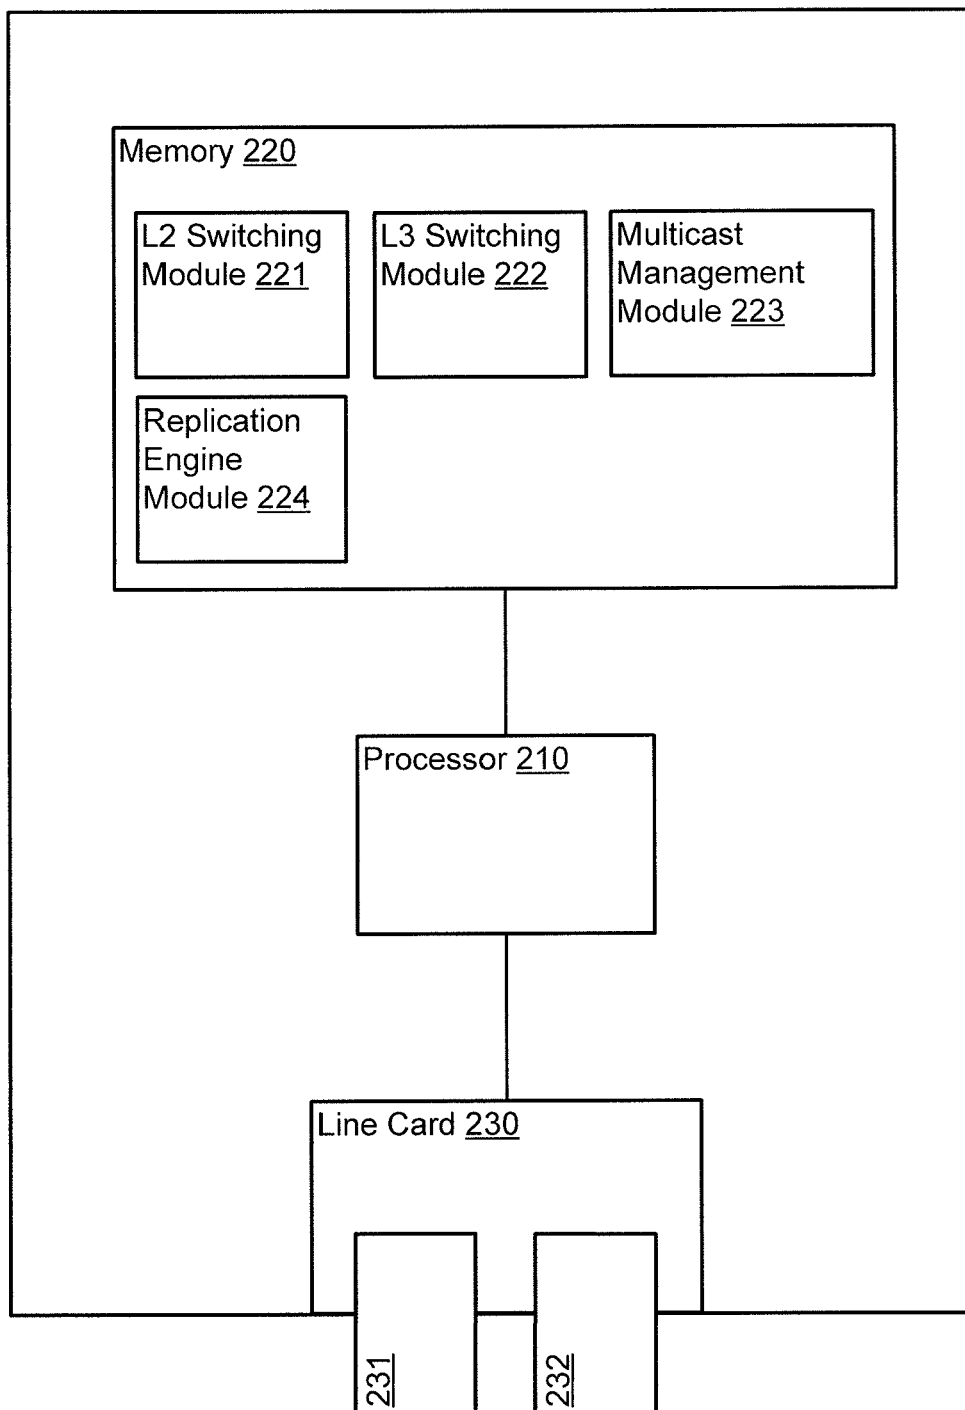 Memory 220
L2 Switching
Module 221
L3 Switching
Module 222
Multicast
Management
Module 223
Replication
Engine
Module 224
Processor 210
Line Card 230
231
232